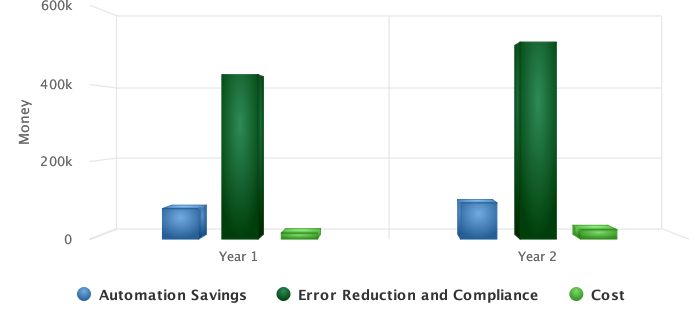 600k
400k
200k
0
Money
Year 1
Year 2
Automation Savings
Error Reduction and Compliance
Cost